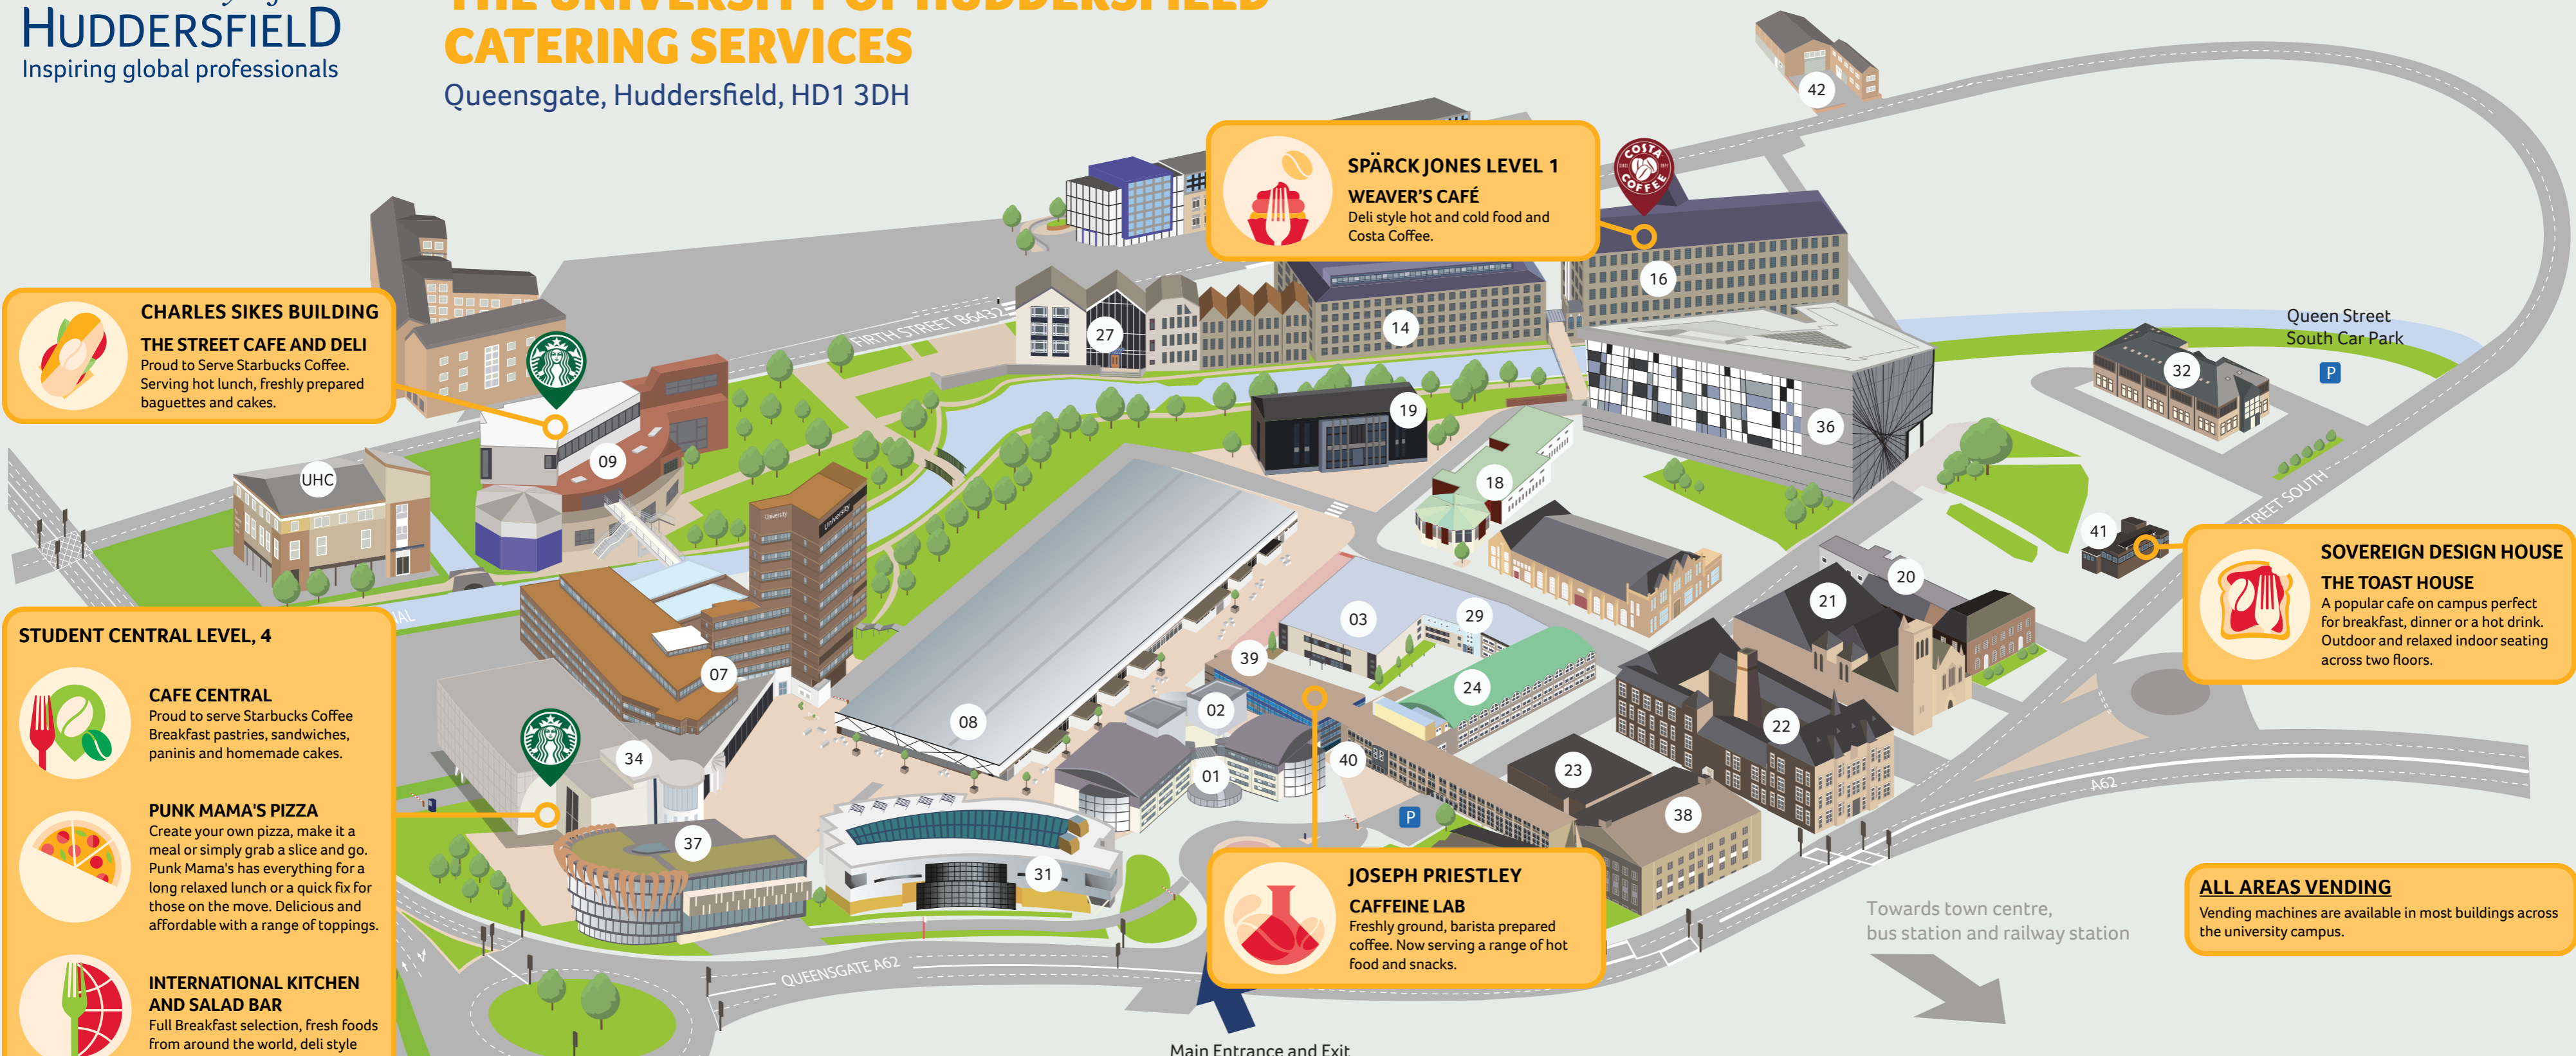 HUDDERSFIELD
Inspiring global professionals
THE UNIVERSITY OF HUDDERSFIELD
CATERING SERVICES
Queensgate, Huddersfield, HD1 3DH
42
SPÄRCK JONES LEVEL 1
WEAVER'S CAFÉ
Deli style hot and cold food and
Costa Coffee.
COSTA
COFFEE
16
CHARLES SIKES BUILDING
THE STREET CAFE AND DELI
Proud to Serve Starbucks Coffee.
Serving hot lunch, freshly prepared
baguettes and cakes.
FIRTH STREET B6432
27
14
Queen Street
South Car Park
P
32
19
36
09
UHC
18
University
University
STREET SOUTH
41
SOVEREIGN DESIGN HOUSE
THE TOAST HOUSE
A popular cafe on campus perfect
for breakfast, dinner or a hot drink.
Outdoor and relaxed indoor seating
across two floors.
20
21
03
29
39
24
07
02
08
22
34
01
40
23
P
38
37
31
A62
STUDENT CENTRAL LEVEL, 4
CAFE CENTRAL
Proud to serve Starbucks Coffee
Breakfast pastries, sandwiches,
paninis and homemade cakes.
PUNK MAMA'S PIZZA
Create your own pizza, make it a
meal or simply grab a slice and go.
Punk Mama's has everything for a
long relaxed lunch or a quick fix for
those on the move. Delicious and
affordable with a range of toppings.
INTERNATIONAL KITCHEN
AND SALAD BAR
Full Breakfast selection, fresh foods
from around the world, deli style
JOSEPH PRIESTLEY
CAFFEINE LAB
Freshly ground, barista prepared
coffee. Now serving a range of hot
food and snacks.
ALL AREAS VENDING
Vending machines are available in most buildings across
the university campus.
Towards town centre,
bus station and railway station
QUEENSGATE A62
Main Entrance and Exit